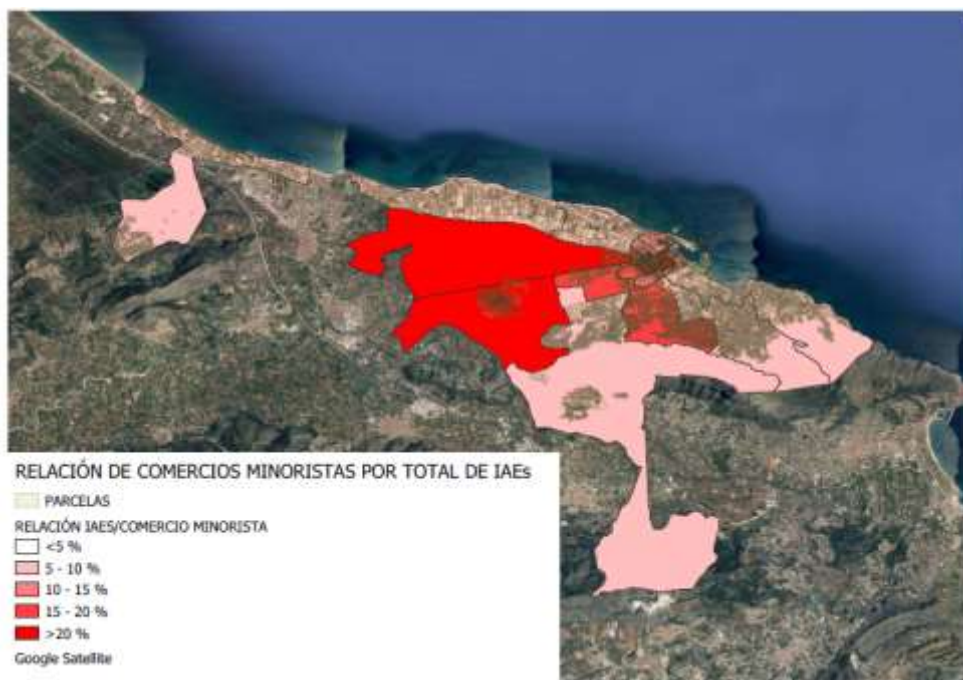 RELACIÓN DE COMERCIOS MINORISTAS POR TOTAL DE IAEs
PARCELAS
RELACIÓN IAES/COMERCIO MINORISTA
<5 %
5 - 10 %
10 - 15 %
15 - 20 %
>20 %
Google Satellite